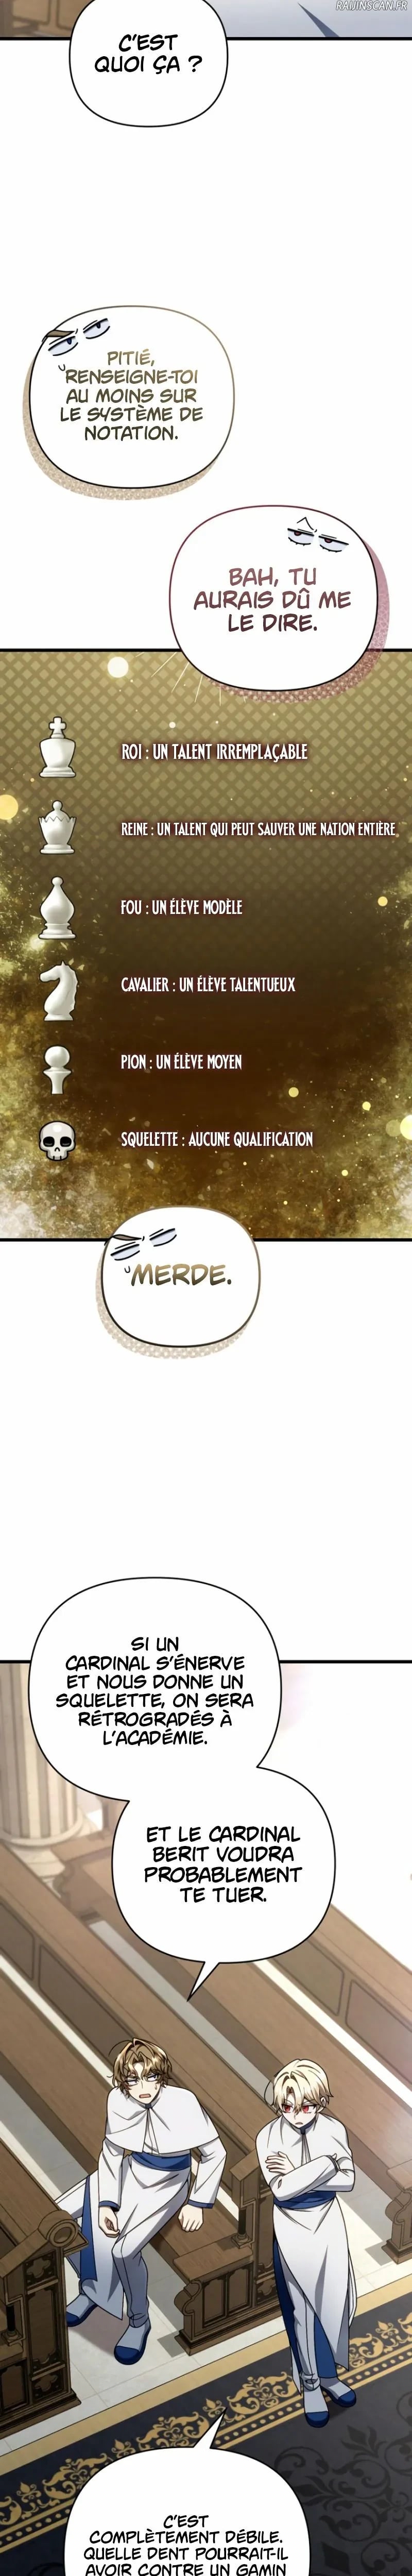 RAIJINSCAN.FR
C'EST
QUOI ÇA ?
PITIÉ,
RENSEIGNE-TOI
AU MOINS SUR
LE SYSTÈME DE
NOTATION.
BAH, TU
AURAIS DÛ ME
LE DIRE.
ROI : UN TALENT IRREMPLAÇABLE
REINE : UN TALENT QUI PEUT SAUVER UNE NATION ENTIÈRE
FOU : UN ÉLÈVE MODÈLE
CAVALIER : UN ÉLÈVE TALENTUEUX
PION : UN ÉLÈVE MOYEN
SQUELETTE : AUCUNE QUALIFICATION
MERDE.
SI UN
CARDINAL S'ÉNERVE
ET NOUS DONNE UN
SQUELETTE, ON SERA
RÉTROGRADÉS À
L'ACADÉMIE.
ET LE CARDINAL
BERIT VOUDRA
PROBABLEMENT
TE TUER.
C'EST
COMPLÈTEMENT DÉBILE.
QUELLE DENT POURRAIT-IL
AVOIR CONTRE UN GAMIN